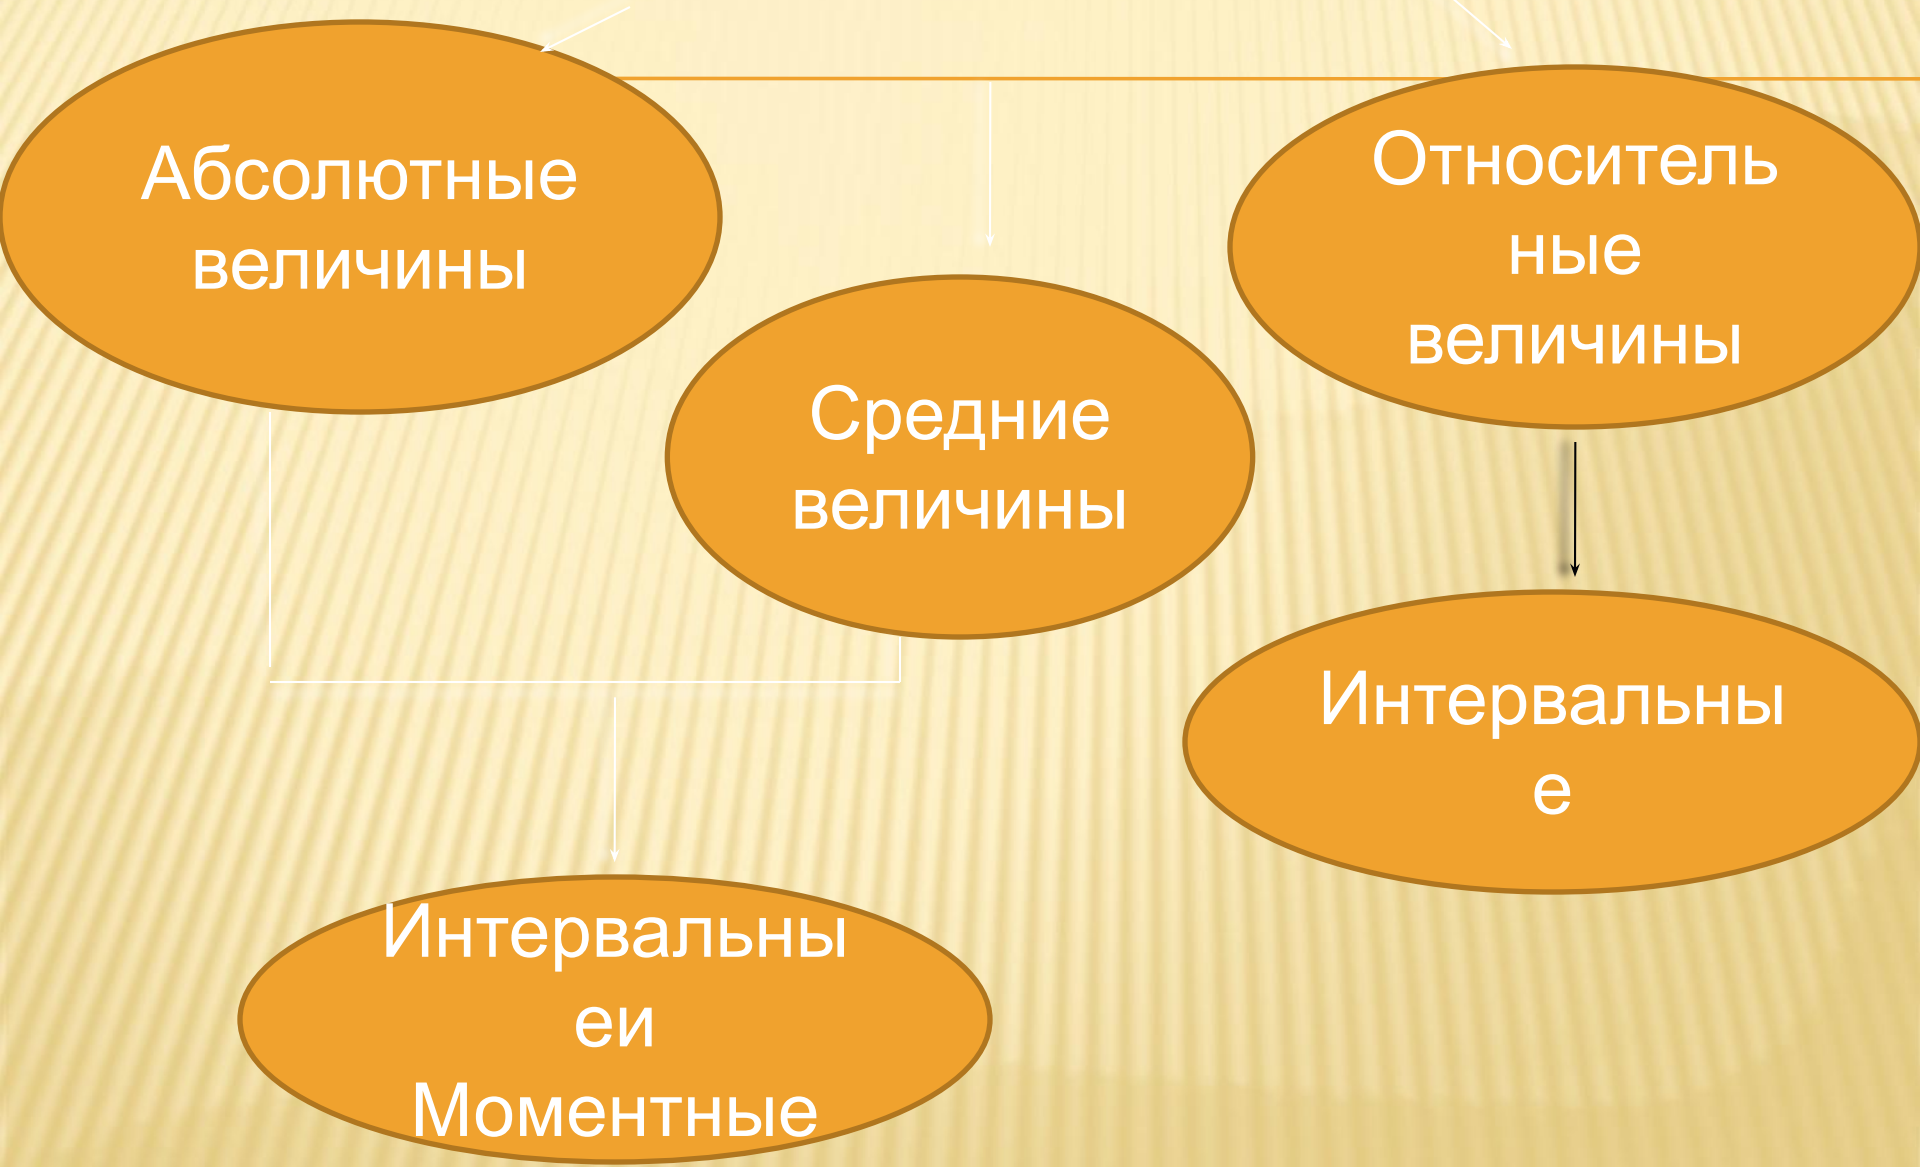 Абсолютные
величины
Относитель
ные
величины
Средние
величины
Интервальны
е
Интервальны
еи
Моментные